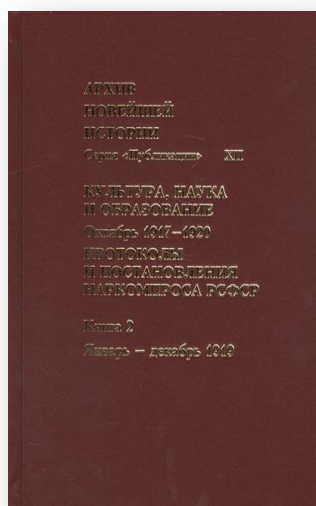 АРХИВ
НОВЕЙШЕЙ
ИСТОРИИ
Серия «Публикации» XII
КУЛЬТУРА, НАУКА
И ОБРАЗОВАНИЕ
Октябрь 1917–1920
ПРОТОКОЛЫ
И ПОСТАНОВЛЕНИЯ
НАРКОМПРОСА РСФСР
Книга 2
Январь – декабрь 1919